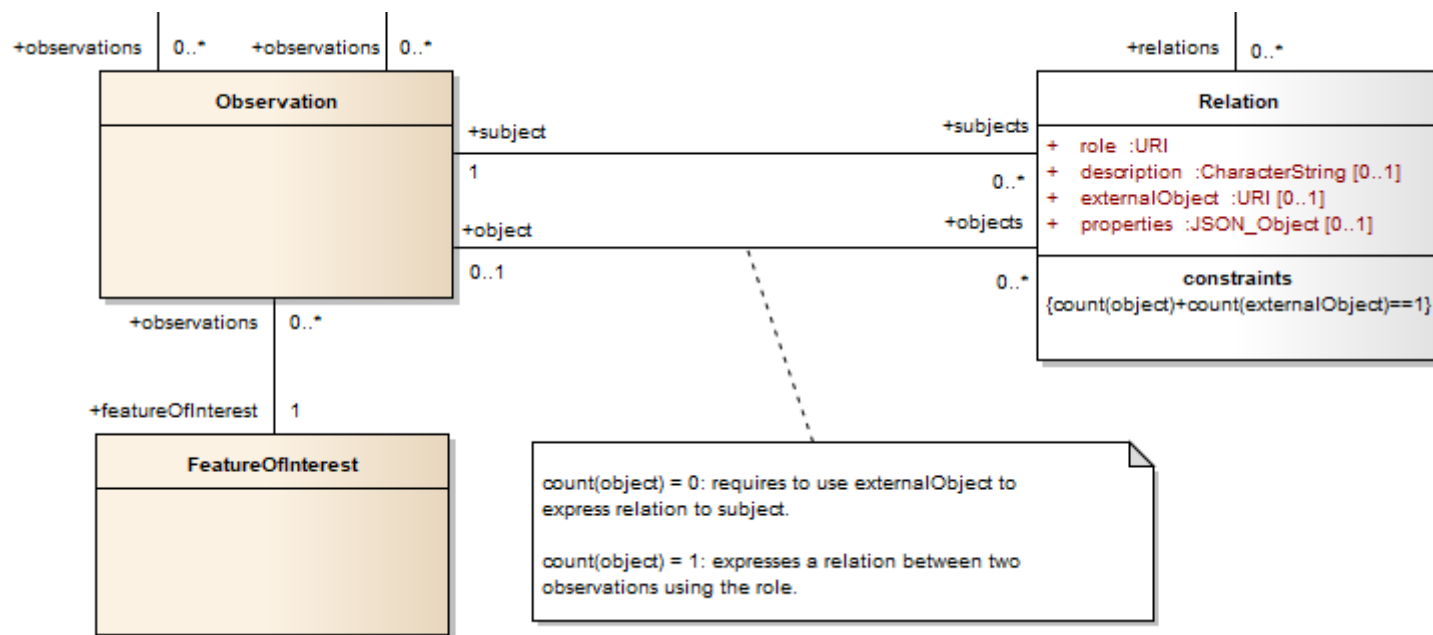 +observations 0..* +observations 0..* +relations 0..*
Observation
Relation
+ role :URI
+ description :CharacterString [0..1]
+ externalObject :URI [0..1]
+ properties :JSON_Object [0..1]
constraints
{count(object)+count(externalObject)==1}
+subject +subjects
1 0..*
+object +objects
0..1 0..*
+observations 0..*
+featureOfInterest 1
FeatureOfInterest
count(object) = 0: requires to use externalObject to
express relation to subject.
count(object) = 1: expresses a relation between two
observations using the role.